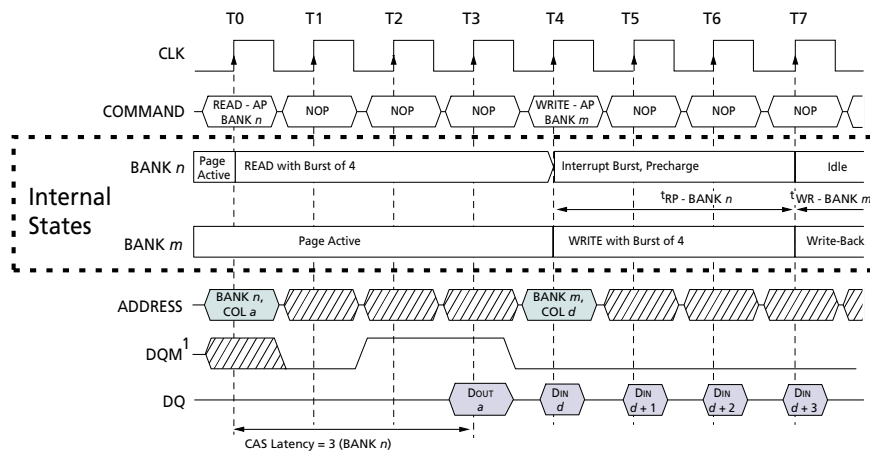 T0 T1 T2 T3 T4 T5 T6 T7
CLK
COMMAND
READ - AP
BANK n
NOP
NOP
NOP
WRITE - AP
BANK m
NOP
NOP
NOP
Internal
States
BANK n
Page
Active
READ with Burst of 4
Interrupt Burst, Precharge
Idle
tRP - BANK n
tWR - BANK m
BANK m
Page Active
WRITE with Burst of 4
Write-Back
ADDRESS
BANK n,
COL a
BANK m,
COL d
DQM1
DQ
DOUT
a
DIN
d
DIN
d + 1
DIN
d + 2
DIN
d + 3
CAS Latency = 3 (BANK n)